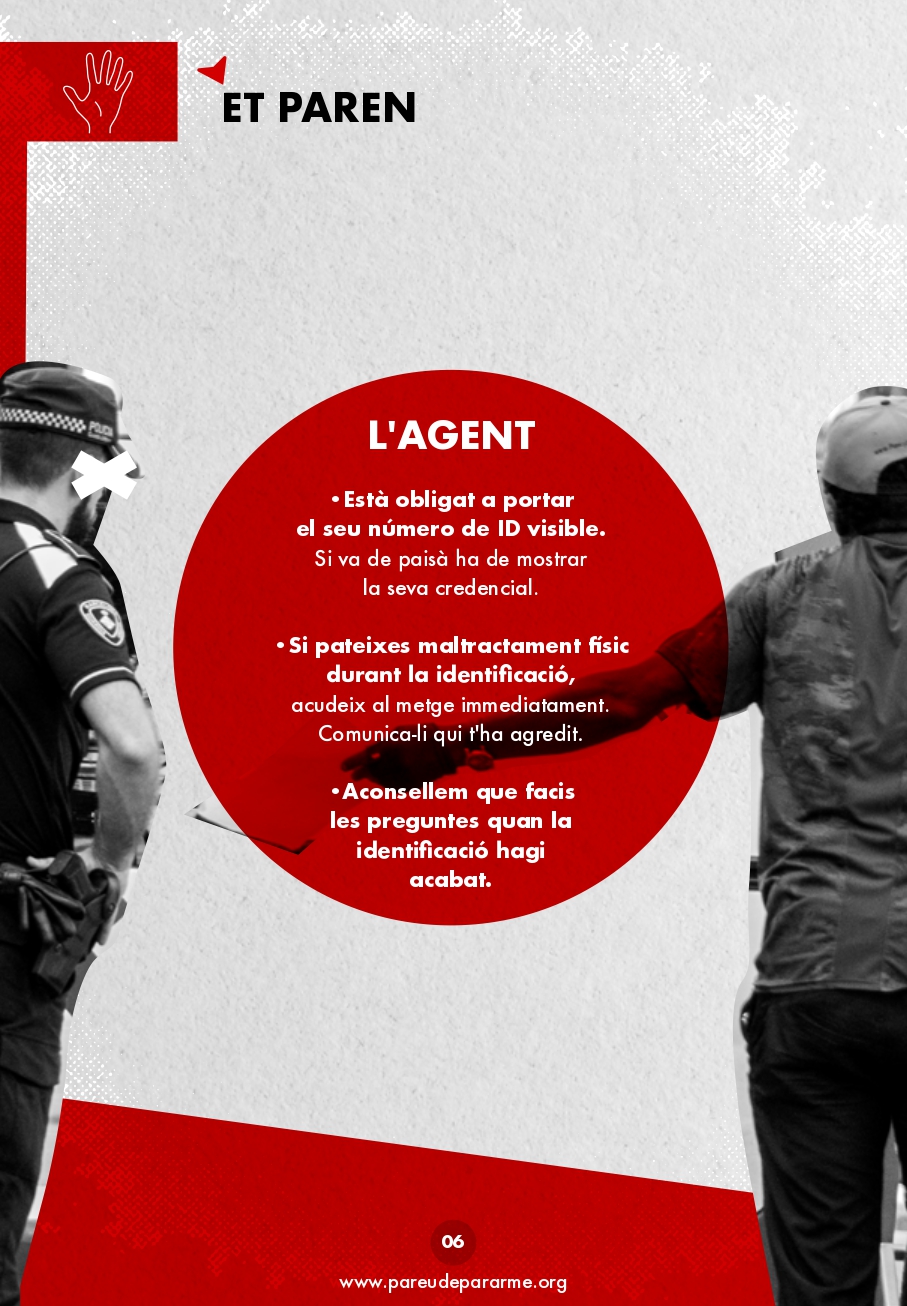 ET PAREN
L'AGENT
•Està obligat a portar
el seu número de ID visible.
Si va de paisà ha de mostrar
la seva credencial.
•Si pateixes maltractament físic
durant la identificació,
acudeix al metge immediatament.
Comunica-li qui t'ha agredit.
•Aconsellem que facis
les preguntes quan la
identificació hagi
acabat.
06
www.pareudepararme.org